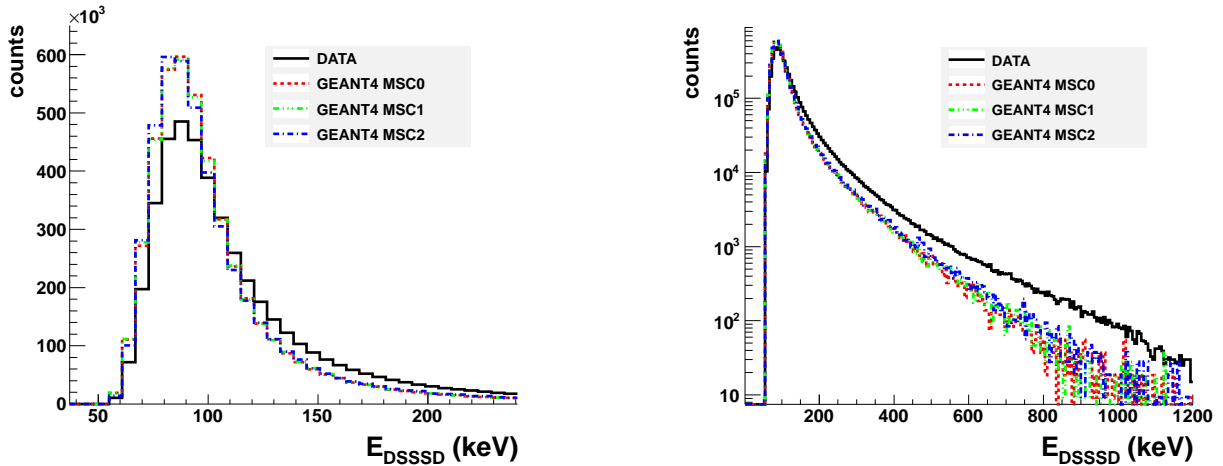 ×10³
counts
600
500
400
300
200
100
0
50
100
150
200
E_DSSSD (keV)
DATA
GEANT4 MSC0
GEANT4 MSC1
GEANT4 MSC2
counts
10⁵
10⁴
10³
10²
10
200
400
600
800
1000
1200
E_DSSSD (keV)
DATA
GEANT4 MSC0
GEANT4 MSC1
GEANT4 MSC2